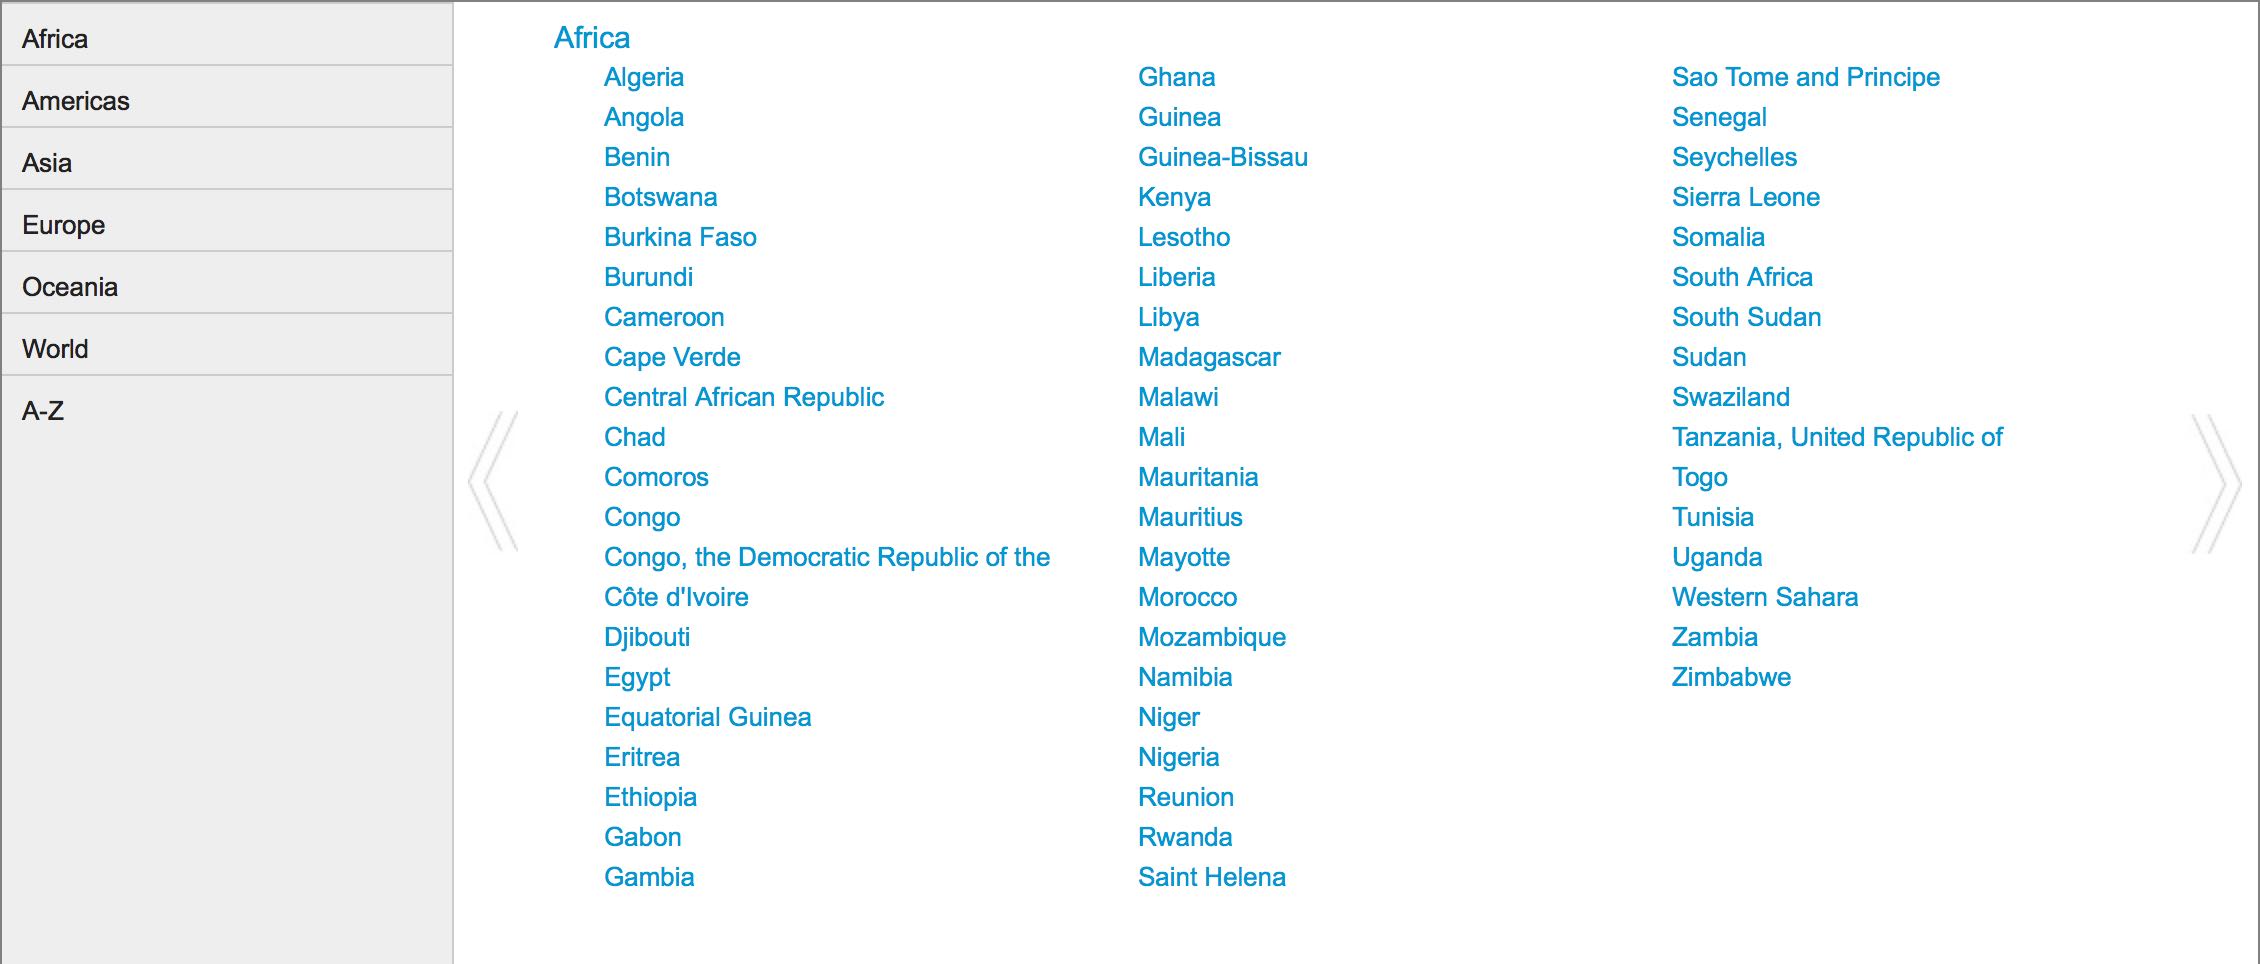 Africa
Americas
Asia
Europe
Oceania
World
A-Z
Africa
Algeria
Angola
Benin
Botswana
Burkina Faso
Burundi
Cameroon
Cape Verde
Central African Republic
Chad
Comoros
Congo
Congo, the Democratic Republic of the
Côte d'Ivoire
Djibouti
Egypt
Equatorial Guinea
Eritrea
Ethiopia
Gabon
Gambia
Ghana
Guinea
Guinea-Bissau
Kenya
Lesotho
Liberia
Libya
Madagascar
Malawi
Mali
Mauritania
Mauritius
Mayotte
Morocco
Mozambique
Namibia
Niger
Nigeria
Reunion
Rwanda
Saint Helena
Sao Tome and Principe
Senegal
Seychelles
Sierra Leone
Somalia
South Africa
South Sudan
Sudan
Swaziland
Tanzania, United Republic of
Togo
Tunisia
Uganda
Western Sahara
Zambia
Zimbabwe